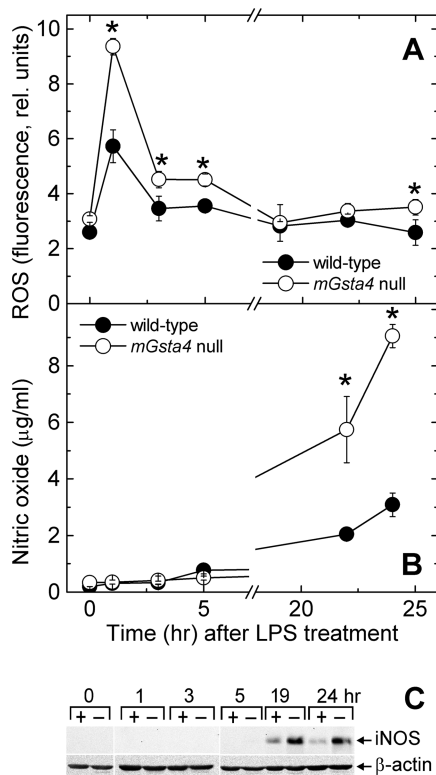 A
ROS (fluorescence, rel. units)
10
8
6
4
2
0
* * * *
wild-type
mGsta4 null
B
Nitric oxide (μg/ml)
8
6
4
2
0
* *
wild-type
mGsta4 null
0 5 20 25
Time (hr) after LPS treatment
C
0 1 3 5 19 24 hr
+ − + − + − + − + − + −
iNOS
β-actin